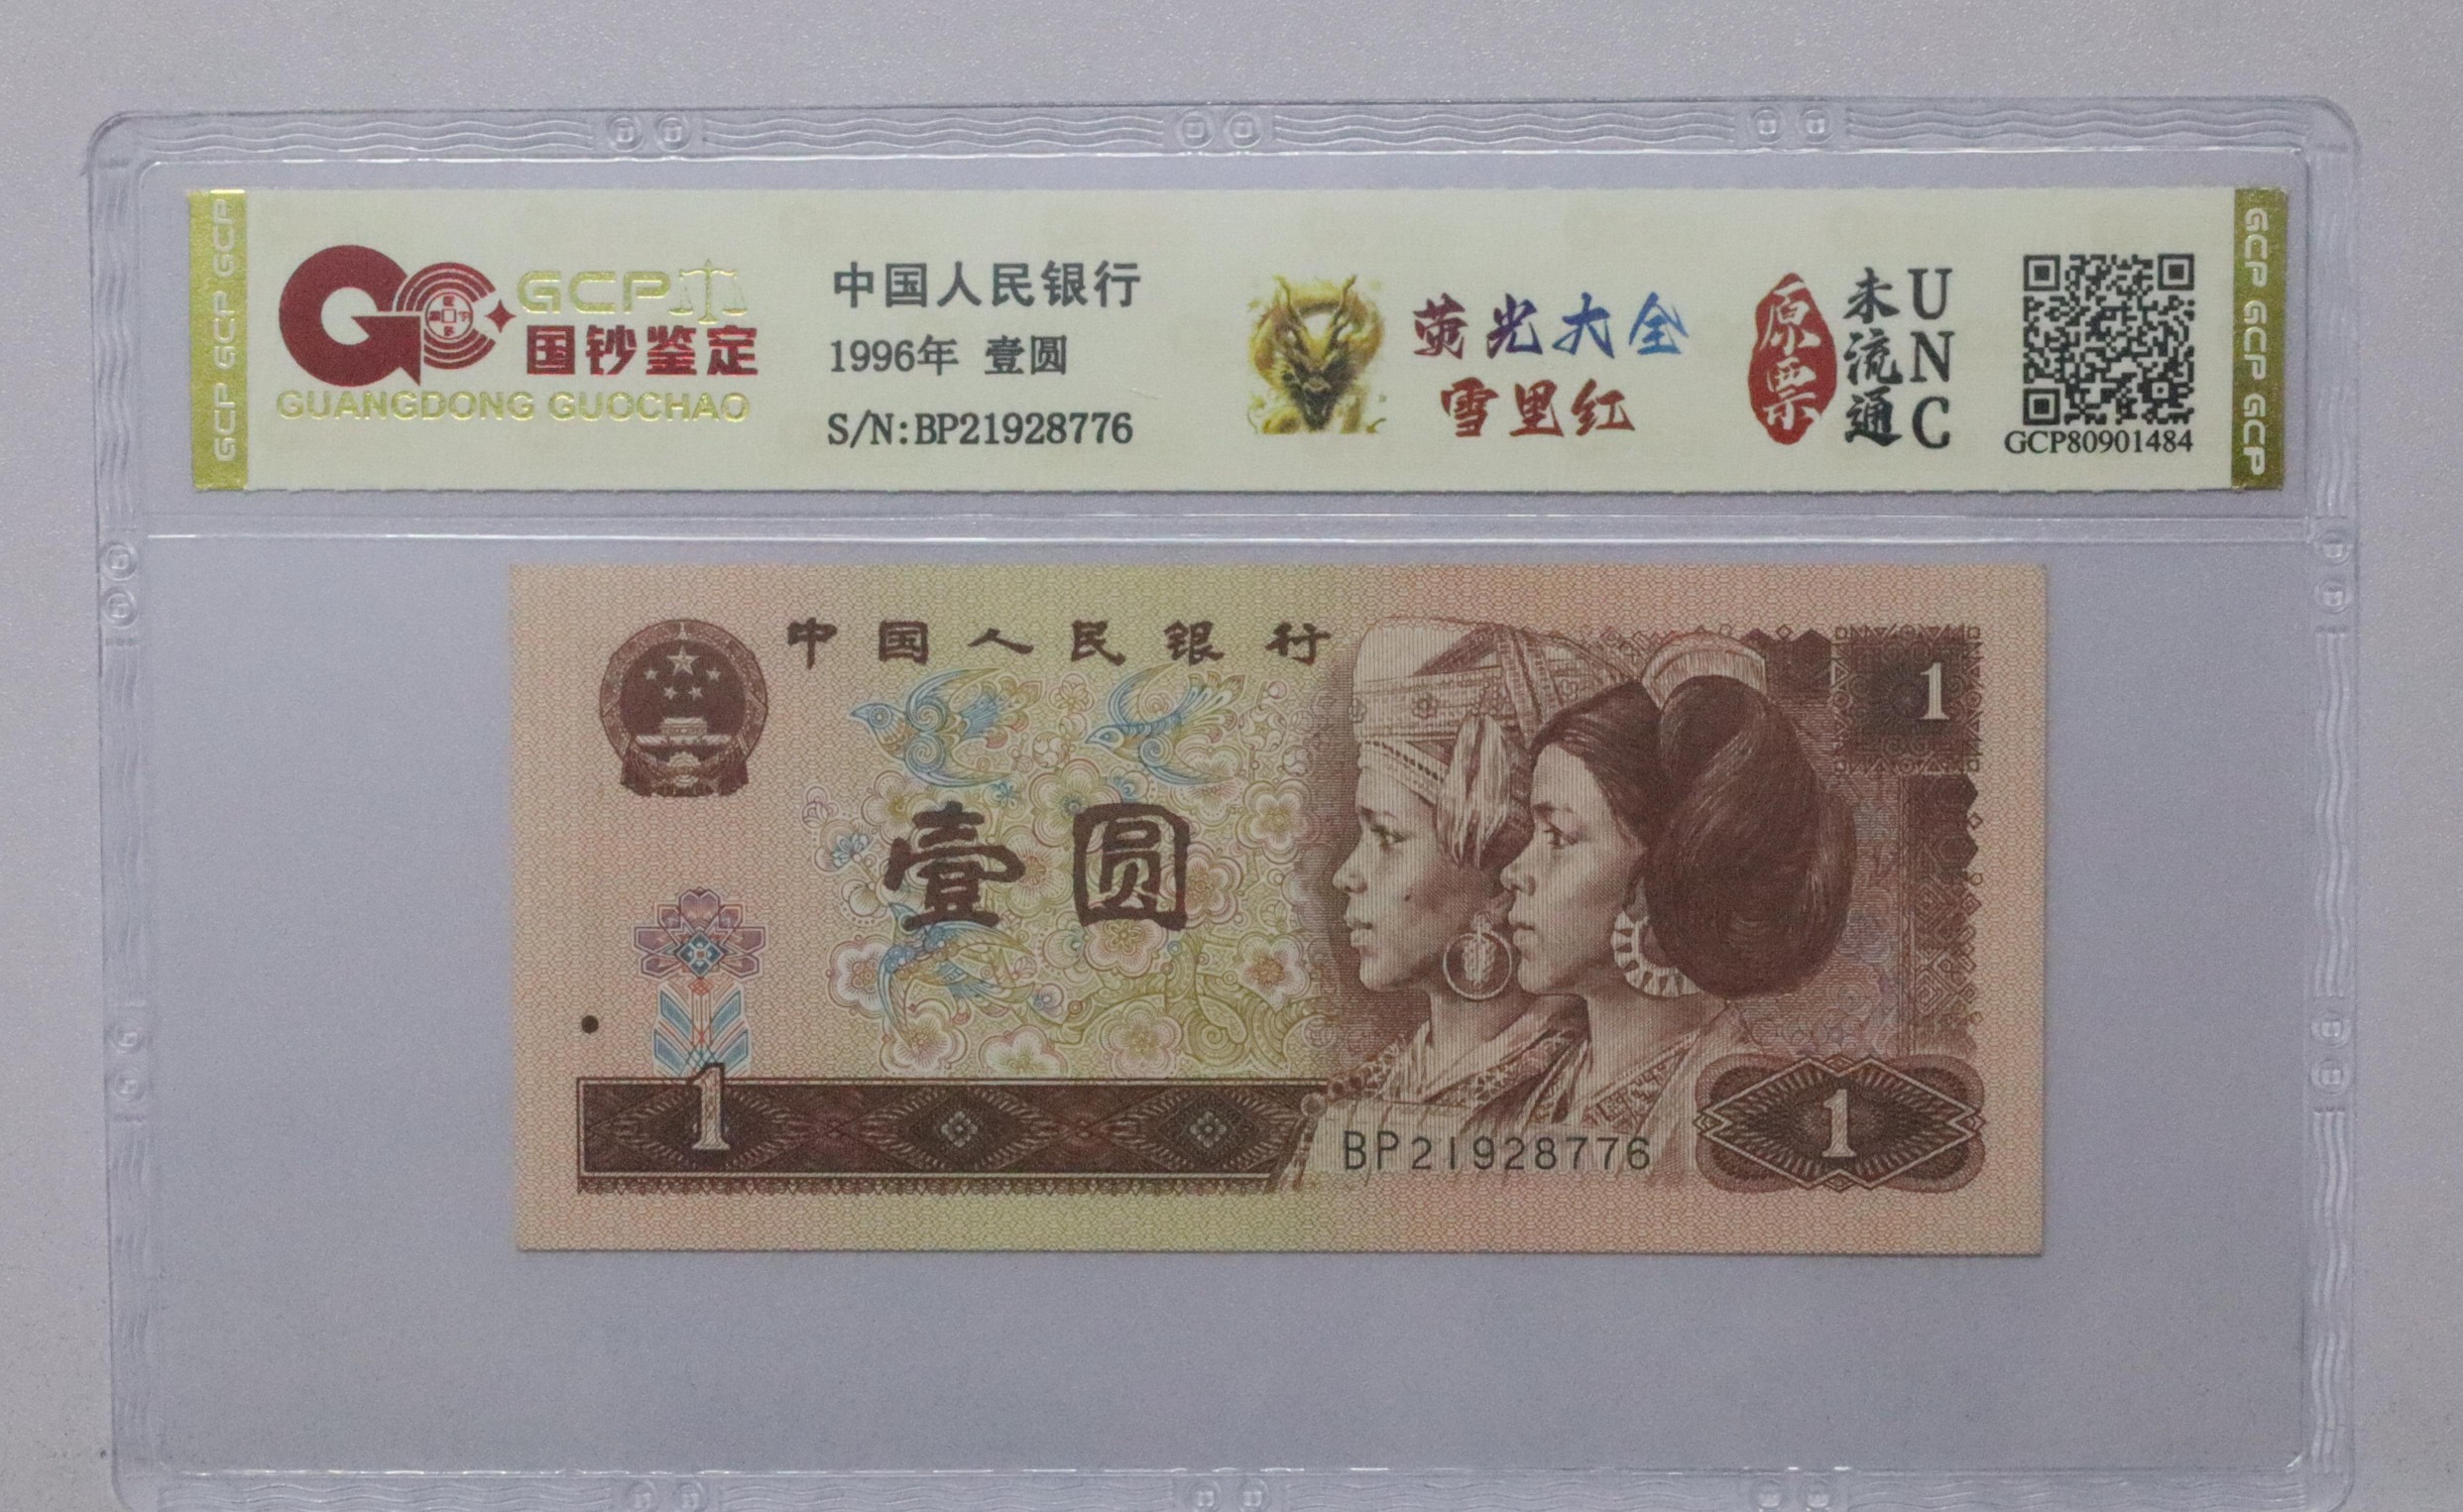 GCP GCP GCP
GCP
国钞鉴定
GUANGDONG GUOCHAO
中国人民银行
1996年 壹圆
S/N:BP21928776
荧光大全
雪里红
原票
未流通
UNC
GCP80901484
GCP GCP GCP
中国人民银行
1
壹圆
1
BP21928776
1